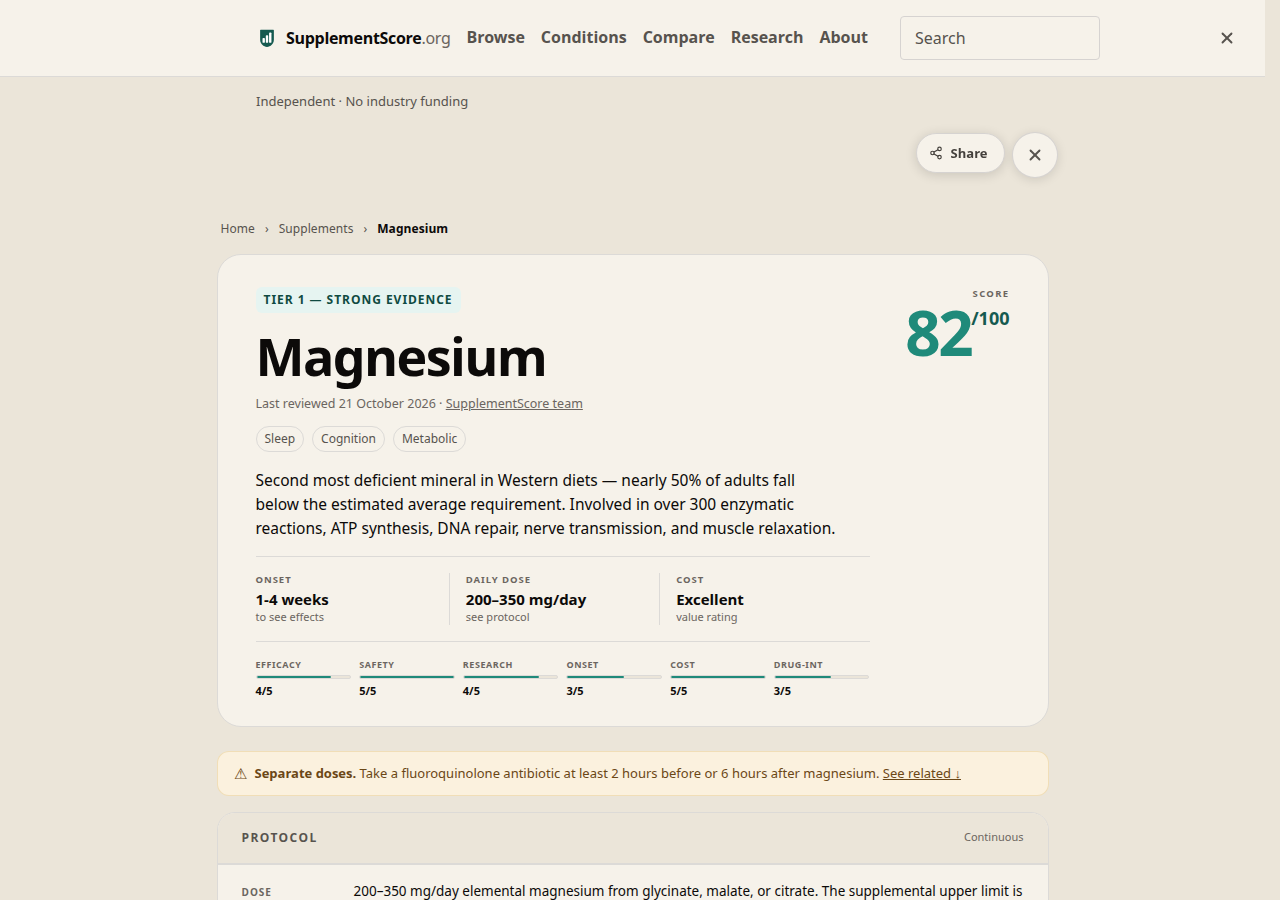 SupplementScore.org Browse Conditions Compare Research About Search ✕
Independent · No industry funding
Share ✕
Home › Supplements › Magnesium
TIER 1 — STRONG EVIDENCE
SCORE
82/100
Magnesium
Last reviewed 21 October 2026 · SupplementScore team
Sleep Cognition Metabolic
Second most deficient mineral in Western diets — nearly 50% of adults fall
below the estimated average requirement. Involved in over 300 enzymatic
reactions, ATP synthesis, DNA repair, nerve transmission, and muscle relaxation.
ONSET DAILY DOSE COST
1-4 weeks 200–350 mg/day Excellent
to see effects see protocol value rating
EFFICACY SAFETY RESEARCH ONSET COST DRUG-INT
4/5 5/5 4/5 3/5 5/5 3/5
⚠ Separate doses. Take a fluoroquinolone antibiotic at least 2 hours before or 6 hours after magnesium. See related ↓
PROTOCOL Continuous
DOSE 200–350 mg/day elemental magnesium from glycinate, malate, or citrate. The supplemental upper limit is